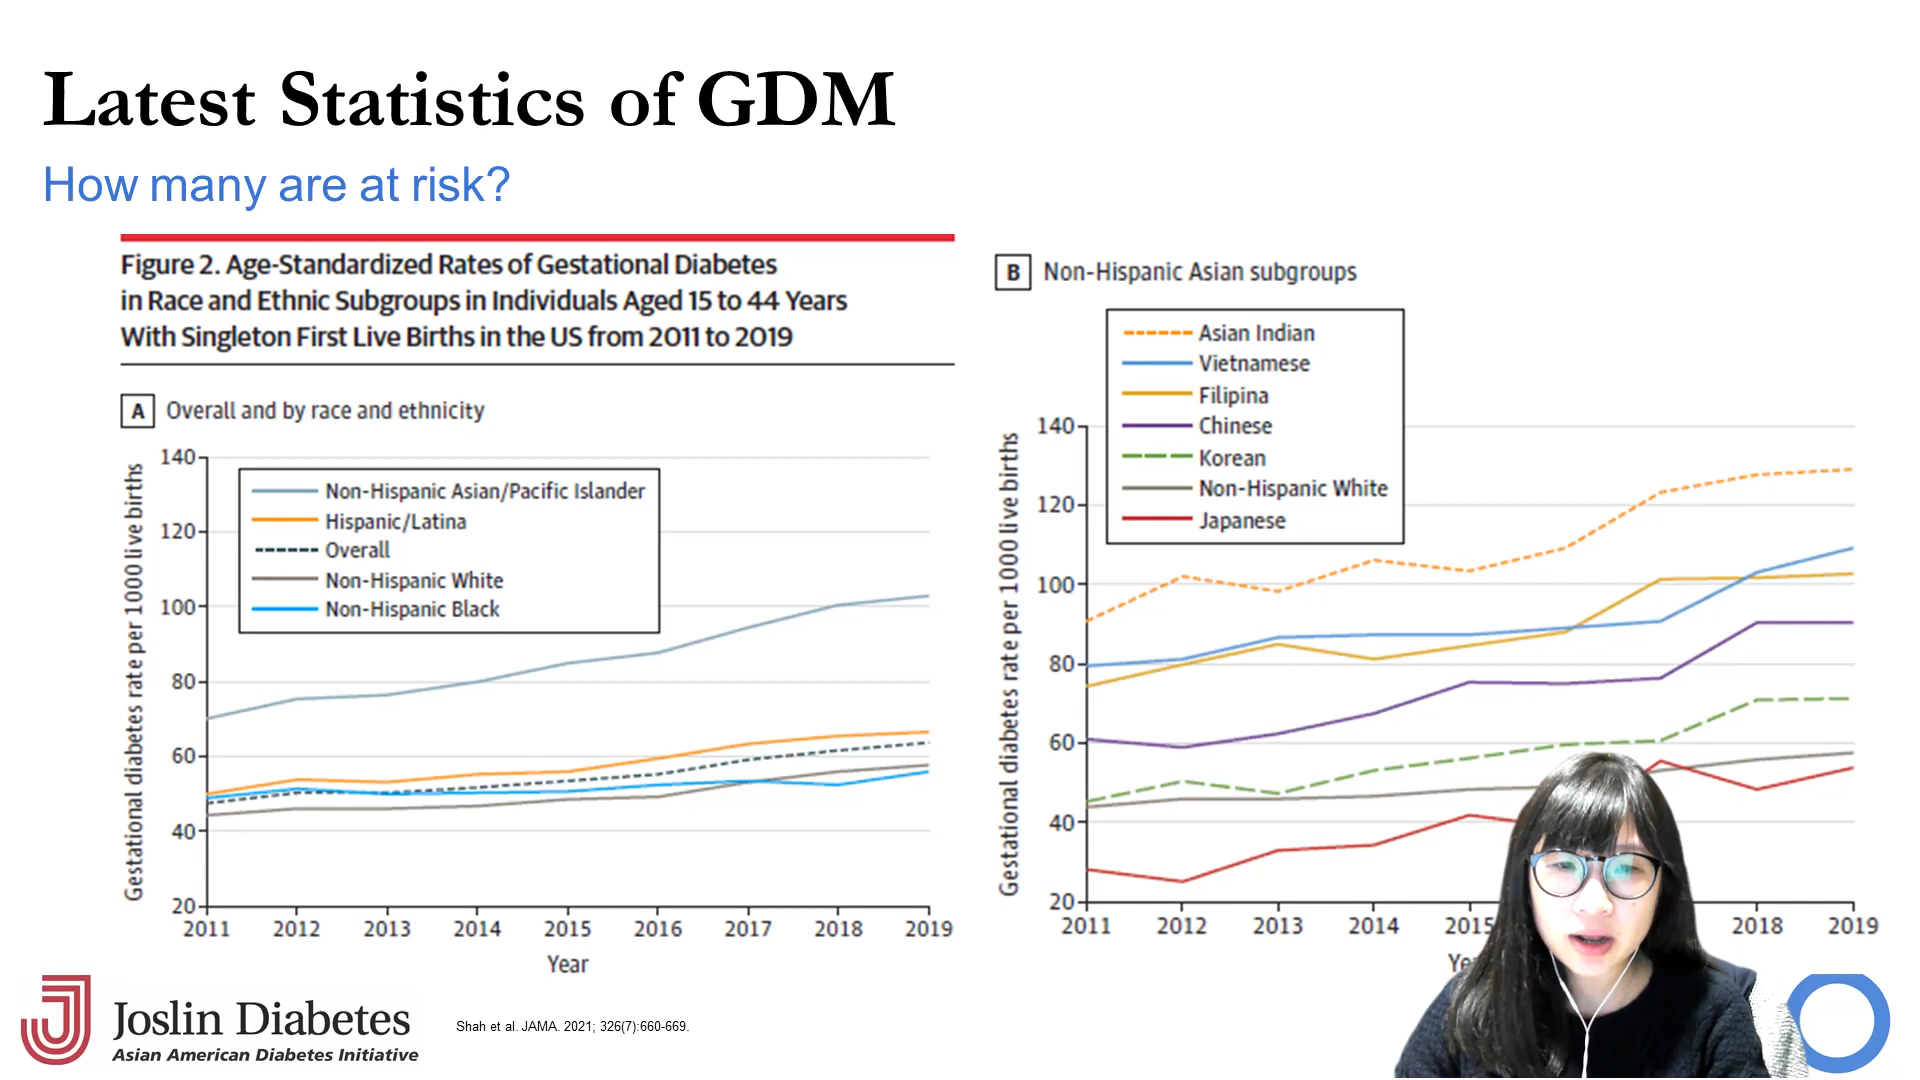 Latest Statistics of GDM
How many are at risk?
Figure 2. Age-Standardized Rates of Gestational Diabetes
in Race and Ethnic Subgroups in Individuals Aged 15 to 44 Years
With Singleton First Live Births in the US from 2011 to 2019
A Overall and by race and ethnicity
Gestational diabetes rate per 1000 live births
140
120
100
80
60
40
20
Non-Hispanic Asian/Pacific Islander
Hispanic/Latina
Overall
Non-Hispanic White
Non-Hispanic Black
2011 2012 2013 2014 2015 2016 2017 2018 2019
Year
B Non-Hispanic Asian subgroups
Gestational diabetes rate per 1000 live births
140
120
100
80
60
40
20
Asian Indian
Vietnamese
Filipina
Chinese
Korean
Non-Hispanic White
Japanese
2011 2012 2013 2014 2015 2018 2019
Joslin Diabetes
Asian American Diabetes Initiative
Shah et al. JAMA. 2021; 326(7):660-669.